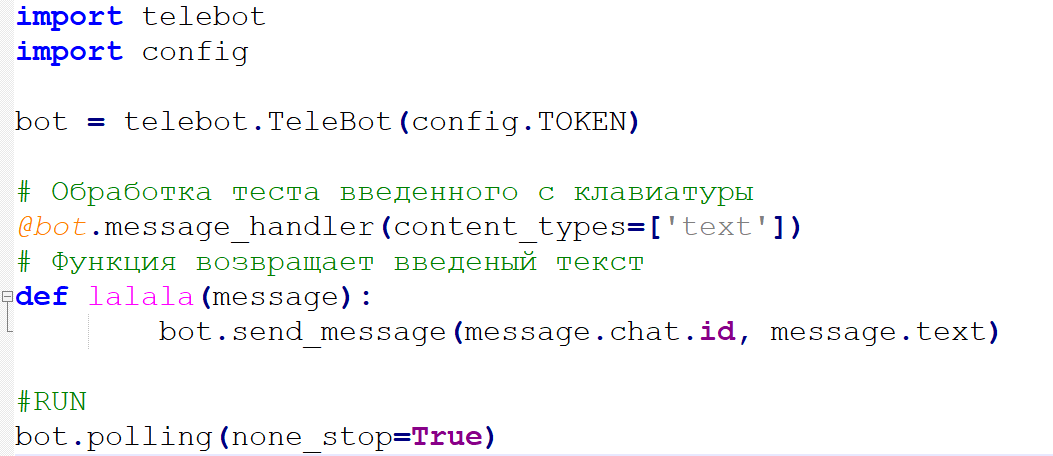 import telebot
import config
bot = telebot.TeleBot(config.TOKEN)
# Обработка теста введенного с клавиатуры
@bot.message_handler(content_types=['text'])
# Функция возвращает введеный текст
def lalala(message):
bot.send_message(message.chat.id, message.text)
#RUN
bot.polling(none_stop=True)